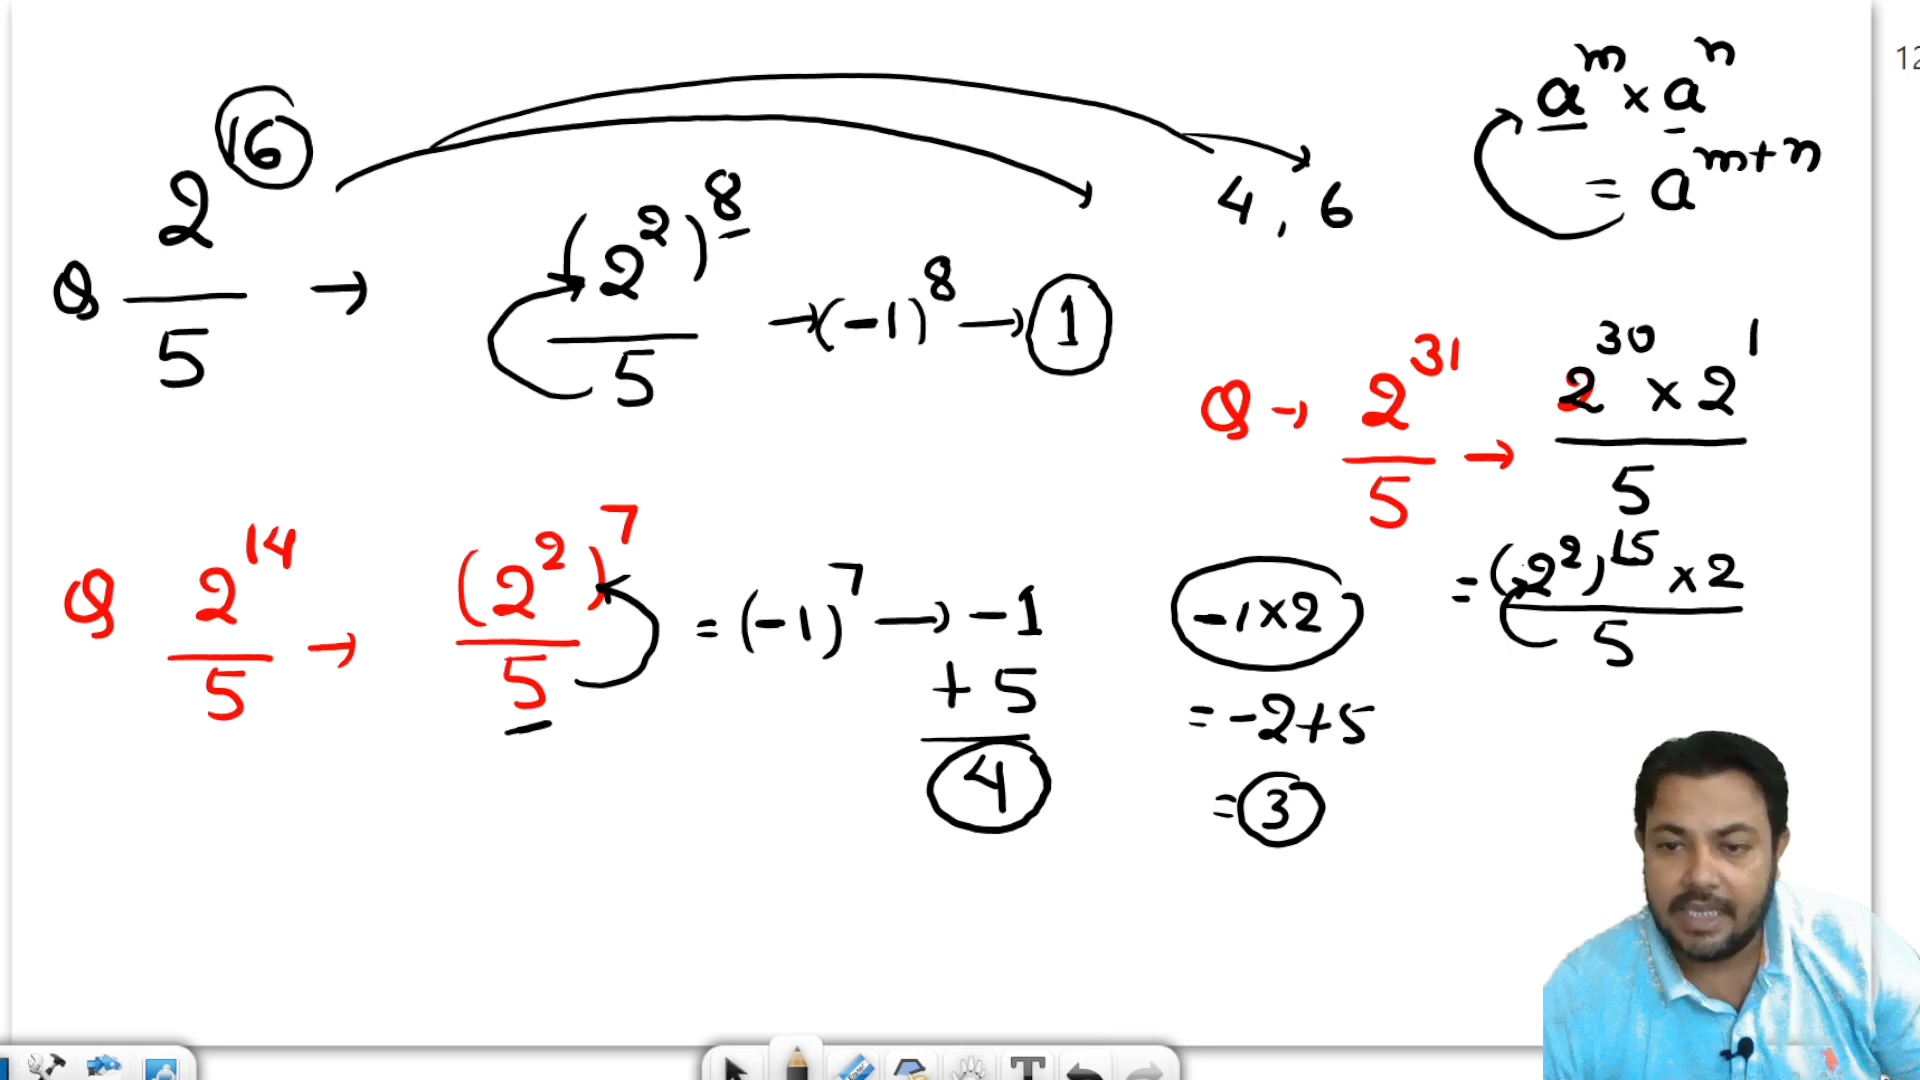 a^m × a^n
= a^(m+n)
4, 6
Q 2^16/5 → (2^2)^8/5 → (-1)^8 → 1
Q → 2^31/5 → 2^30 × 2^1/5
= (2^2)^15 × 2/5
-1×2
= -2+5
= 3
Q 2^14/5 → (2^2)^7/5 = (-1)^7 → -1
+ 5
4
12
T